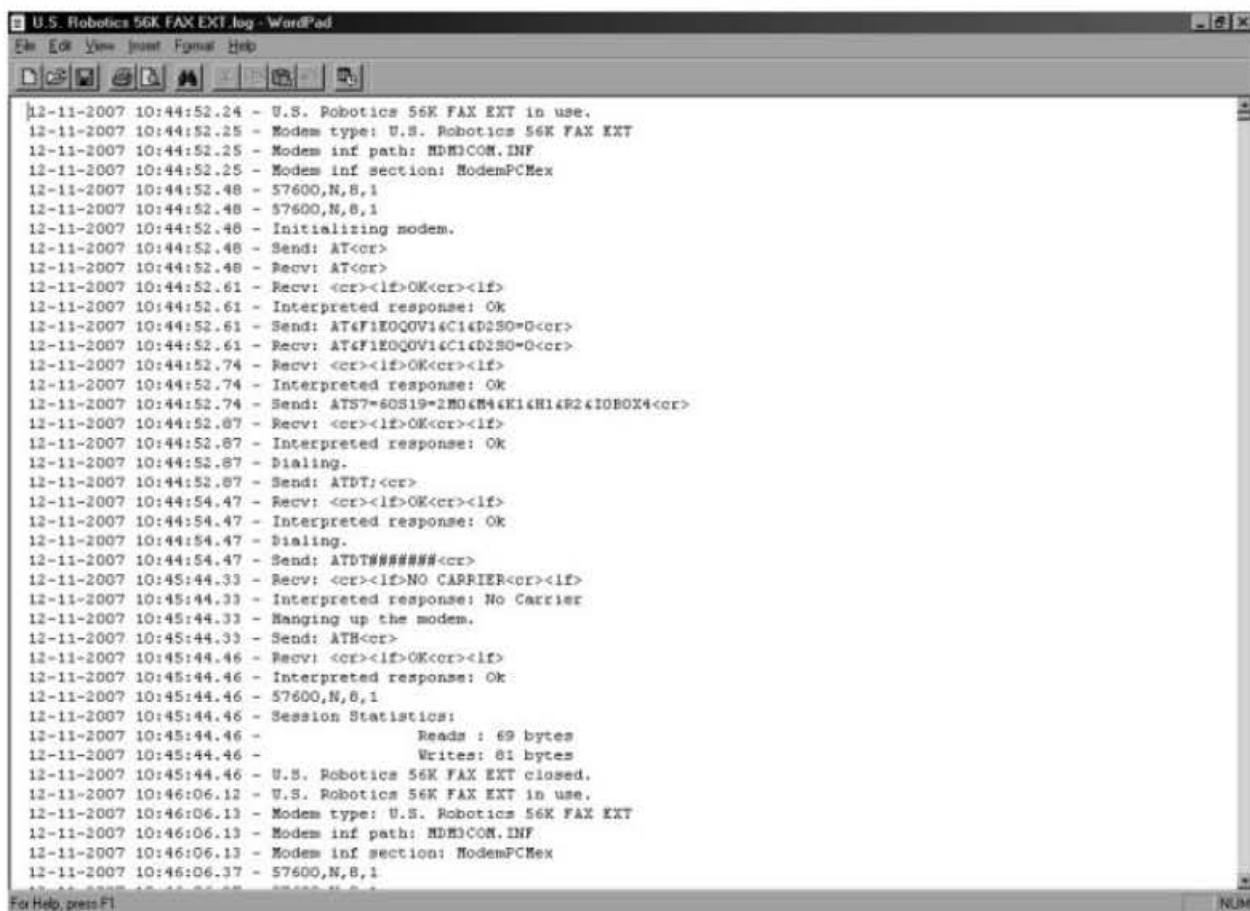 U.S. Robotics 56K FAX EXT.log - WordPad
File Edit View Insert Format Help
12-11-2007 10:44:52.24 - U.S. Robotics 56K FAX EXT in use.
12-11-2007 10:44:52.25 - Modem type: U.S. Robotics 56K FAX EXT
12-11-2007 10:44:52.25 - Modem inf path: MDM3COM.INF
12-11-2007 10:44:52.25 - Modem inf section: ModemPCMex
12-11-2007 10:44:52.48 - 57600,N,8,1
12-11-2007 10:44:52.48 - 57600,N,8,1
12-11-2007 10:44:52.48 - Initializing modem.
12-11-2007 10:44:52.48 - Send: AT<cr>
12-11-2007 10:44:52.48 - Recv: AT<cr>
12-11-2007 10:44:52.61 - Recv: <cr><lf>OK<cr><lf>
12-11-2007 10:44:52.61 - Interpreted response: Ok
12-11-2007 10:44:52.61 - Send: AT&F1E0Q0V1&C1&D2S0=0<cr>
12-11-2007 10:44:52.61 - Recv: AT&F1E0Q0V1&C1&D2S0=0<cr>
12-11-2007 10:44:52.74 - Recv: <cr><lf>OK<cr><lf>
12-11-2007 10:44:52.74 - Interpreted response: Ok
12-11-2007 10:44:52.74 - Send: ATS7=60S19=2M0&M4&K1&H1&R2&I0B0X4<cr>
12-11-2007 10:44:52.87 - Recv: <cr><lf>OK<cr><lf>
12-11-2007 10:44:52.87 - Interpreted response: Ok
12-11-2007 10:44:52.87 - Dialing.
12-11-2007 10:44:52.87 - Send: ATDT;<cr>
12-11-2007 10:44:54.47 - Recv: <cr><lf>OK<cr><lf>
12-11-2007 10:44:54.47 - Interpreted response: Ok
12-11-2007 10:44:54.47 - Dialing.
12-11-2007 10:44:54.47 - Send: ATDT#######<cr>
12-11-2007 10:45:44.33 - Recv: <cr><lf>NO CARRIER<cr><lf>
12-11-2007 10:45:44.33 - Interpreted response: No Carrier
12-11-2007 10:45:44.33 - Hanging up the modem.
12-11-2007 10:45:44.33 - Send: ATH<cr>
12-11-2007 10:45:44.46 - Recv: <cr><lf>OK<cr><lf>
12-11-2007 10:45:44.46 - Interpreted response: Ok
12-11-2007 10:45:44.46 - 57600,N,8,1
12-11-2007 10:45:44.46 - Session Statistics:
12-11-2007 10:45:44.46 - Reads : 69 bytes
12-11-2007 10:45:44.46 - Writes: 81 bytes
12-11-2007 10:45:44.46 - U.S. Robotics 56K FAX EXT closed.
12-11-2007 10:46:06.12 - U.S. Robotics 56K FAX EXT in use.
12-11-2007 10:46:06.13 - Modem type: U.S. Robotics 56K FAX EXT
12-11-2007 10:46:06.13 - Modem inf path: MDM3COM.INF
12-11-2007 10:46:06.13 - Modem inf section: ModemPCMex
12-11-2007 10:46:06.37 - 57600,N,8,1
For Help, press F1
NUM